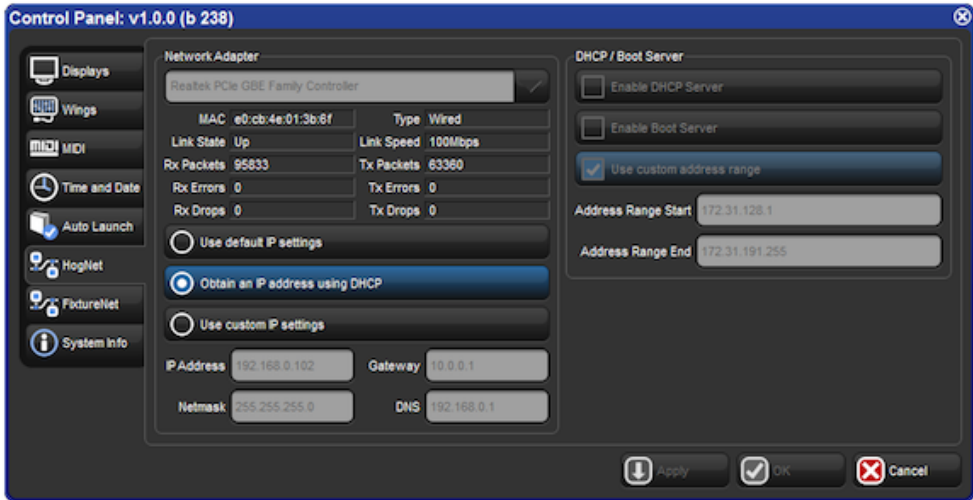 Control Panel: v1.0.0 (b 238)
Displays
Wings
MIDI MIDI
Time and Date
Auto Launch
HogNet
FixtureNet
System Info
Network Adapter
Realtek PCIe GBE Family Controller
MAC e0:cb:4e:01:3b:6f Type Wired
Link State Up Link Speed 100Mbps
Rx Packets 95833 Tx Packets 63360
Rx Errors 0 Tx Errors 0
Rx Drops 0 Tx Drops 0
Use default IP settings
Obtain an IP address using DHCP
Use custom IP settings
IP Address 192.168.0.102 Gateway 10.0.0.1
Netmask 255.255.255.0 DNS 192.168.0.1
DHCP / Boot Server
Enable DHCP Server
Enable Boot Server
Use custom address range
Address Range Start 172.31.128.1
Address Range End 172.31.191.255
Apply OK Cancel